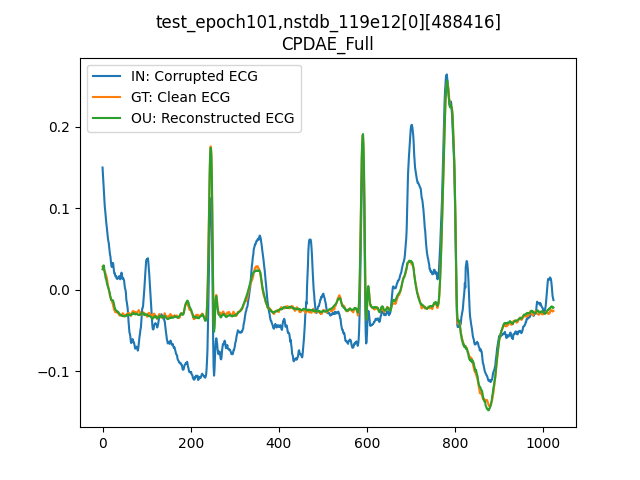 test_epoch101,nstdb_119e12[0][488416]
CPDAE_Full
IN: Corrupted ECG
GT: Clean ECG
OU: Reconstructed ECG
0.2
0.1
0.0
−0.1
0 200 400 600 800 1000